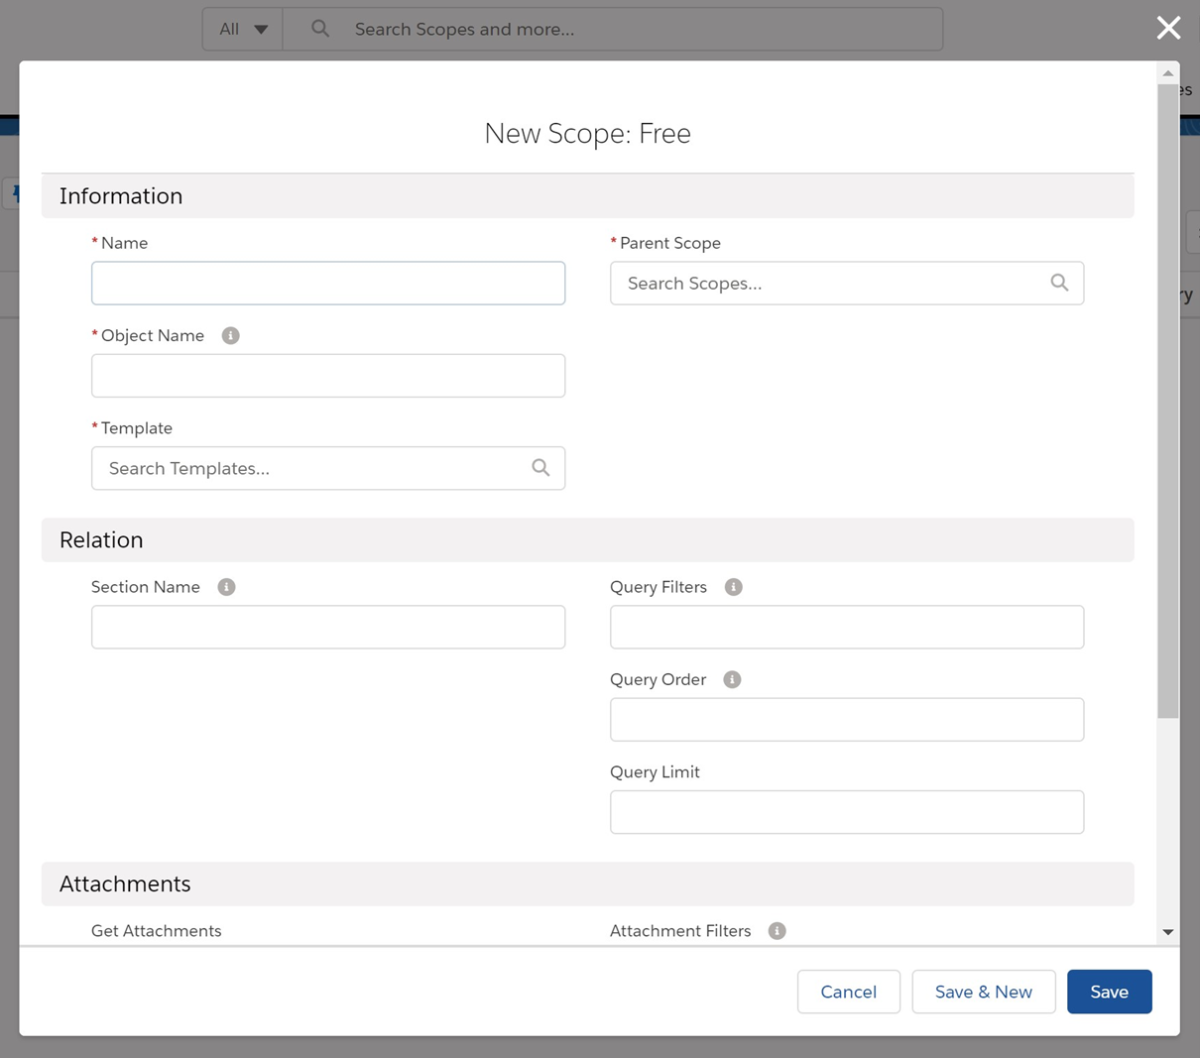 All
Search Scopes and more...
New Scope: Free
Information
* Name
* Parent Scope
Search Scopes...
* Object Name
* Template
Search Templates...
Relation
Section Name
Query Filters
Query Order
Query Limit
Attachments
Get Attachments
Attachment Filters
Cancel
Save & New
Save